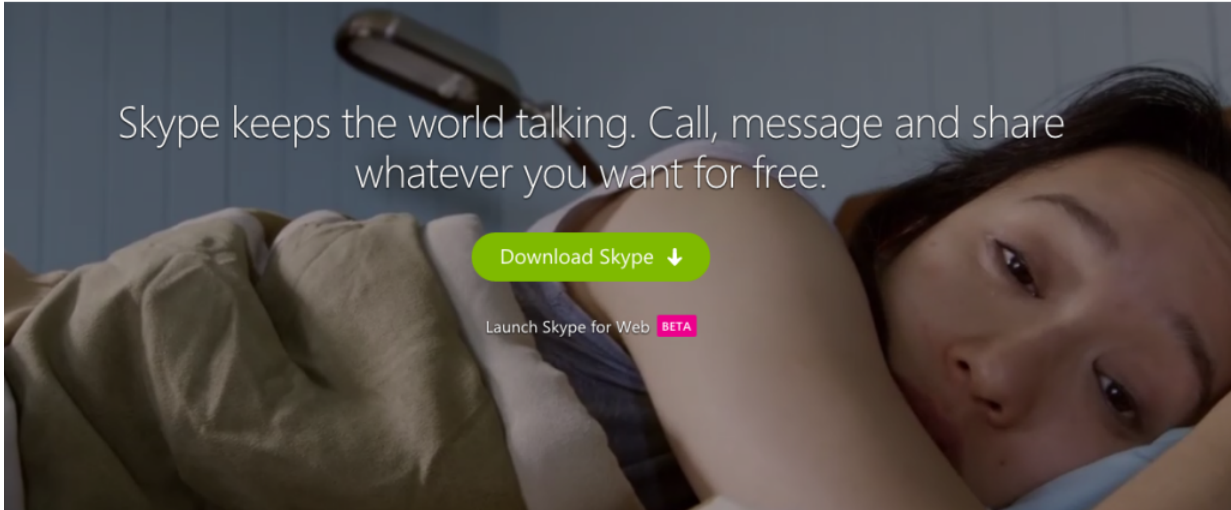 Skype keeps the world talking. Call, message and share
whatever you want for free.
Download Skype
Launch Skype for Web BETA